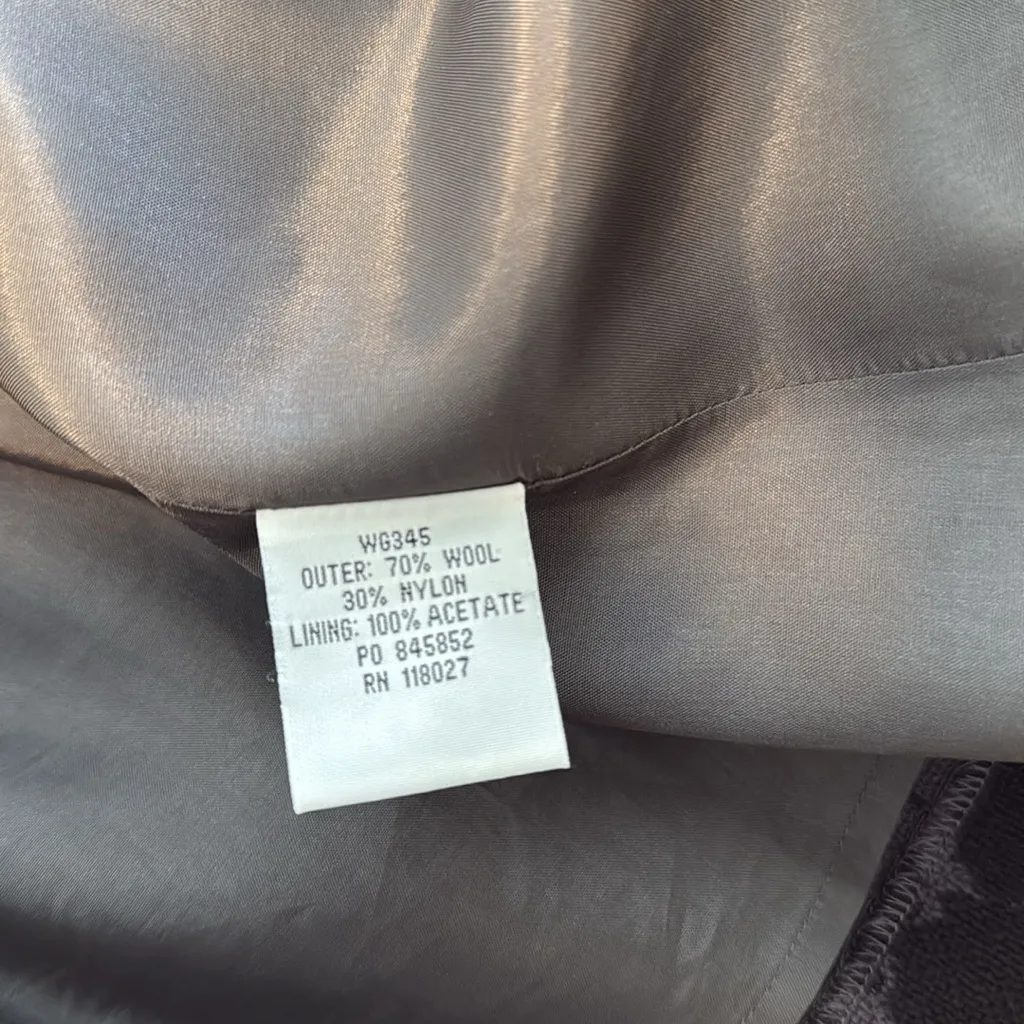 WG345
OUTER: 70% WOOL
30% NYLON
LINING: 100% ACETATE
PO 845852
RN 118027